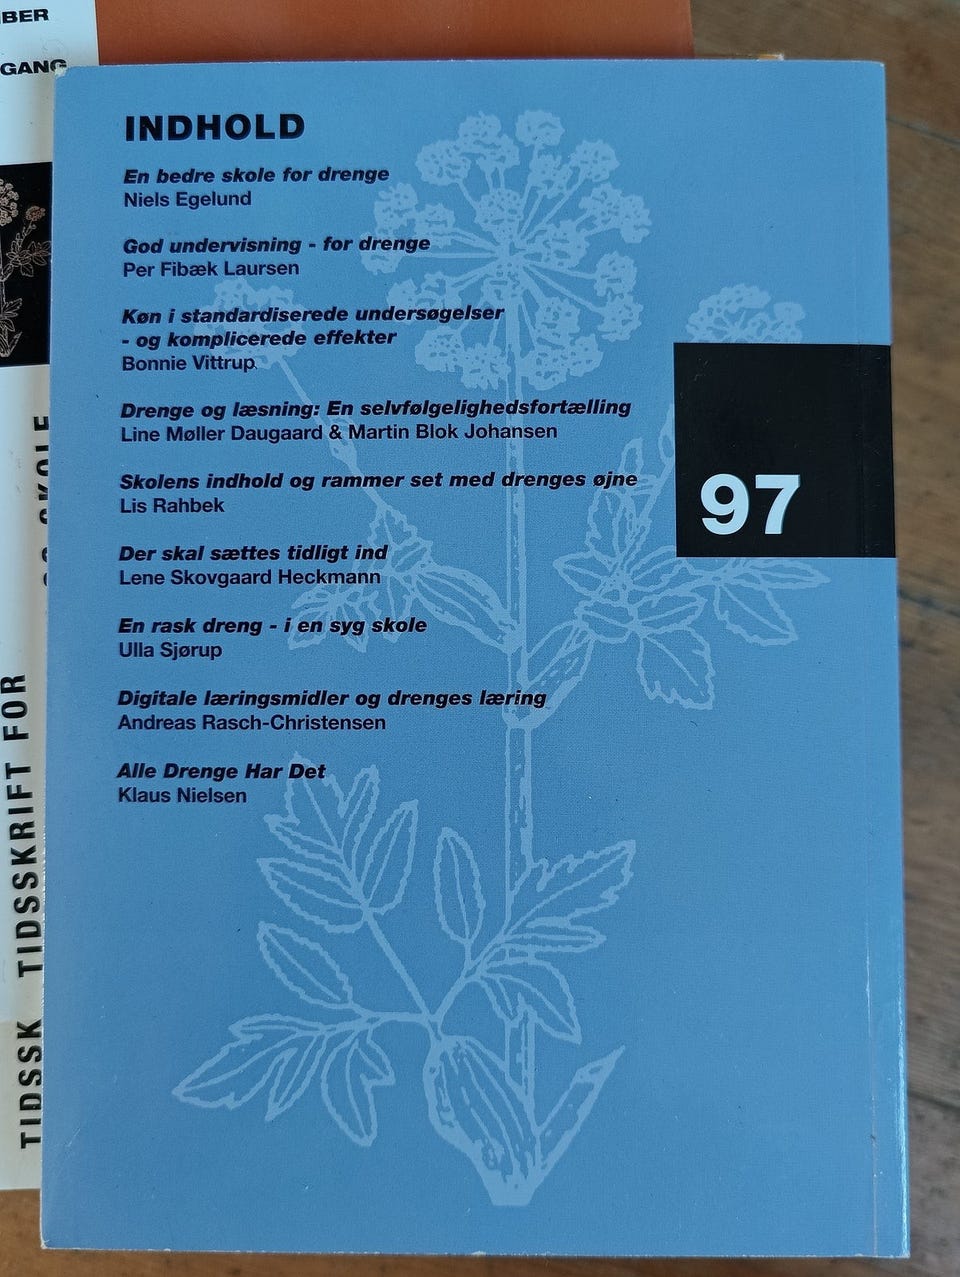 BER
GANG
INDHOLD
En bedre skole for drenge
Niels Egelund
God undervisning - for drenge
Per Fibæk Laursen
Køn i standardiserede undersøgelser
- og komplicerede effekter
Bonnie Vittrup
Drenge og læsning: En selvfølgelighedsfortælling
Line Møller Daugaard & Martin Blok Johansen
Skolens indhold og rammer set med drenges øjne
Lis Rahbek
Der skal sættes tidligt ind
Lene Skovgaard Heckmann
En rask dreng - i en syg skole
Ulla Sjørup
Digitale læringsmidler og drenges læring
Andreas Rasch-Christensen
Alle Drenge Har Det
Klaus Nielsen
97
TIDSSKRIFT FOR
TIDSSK